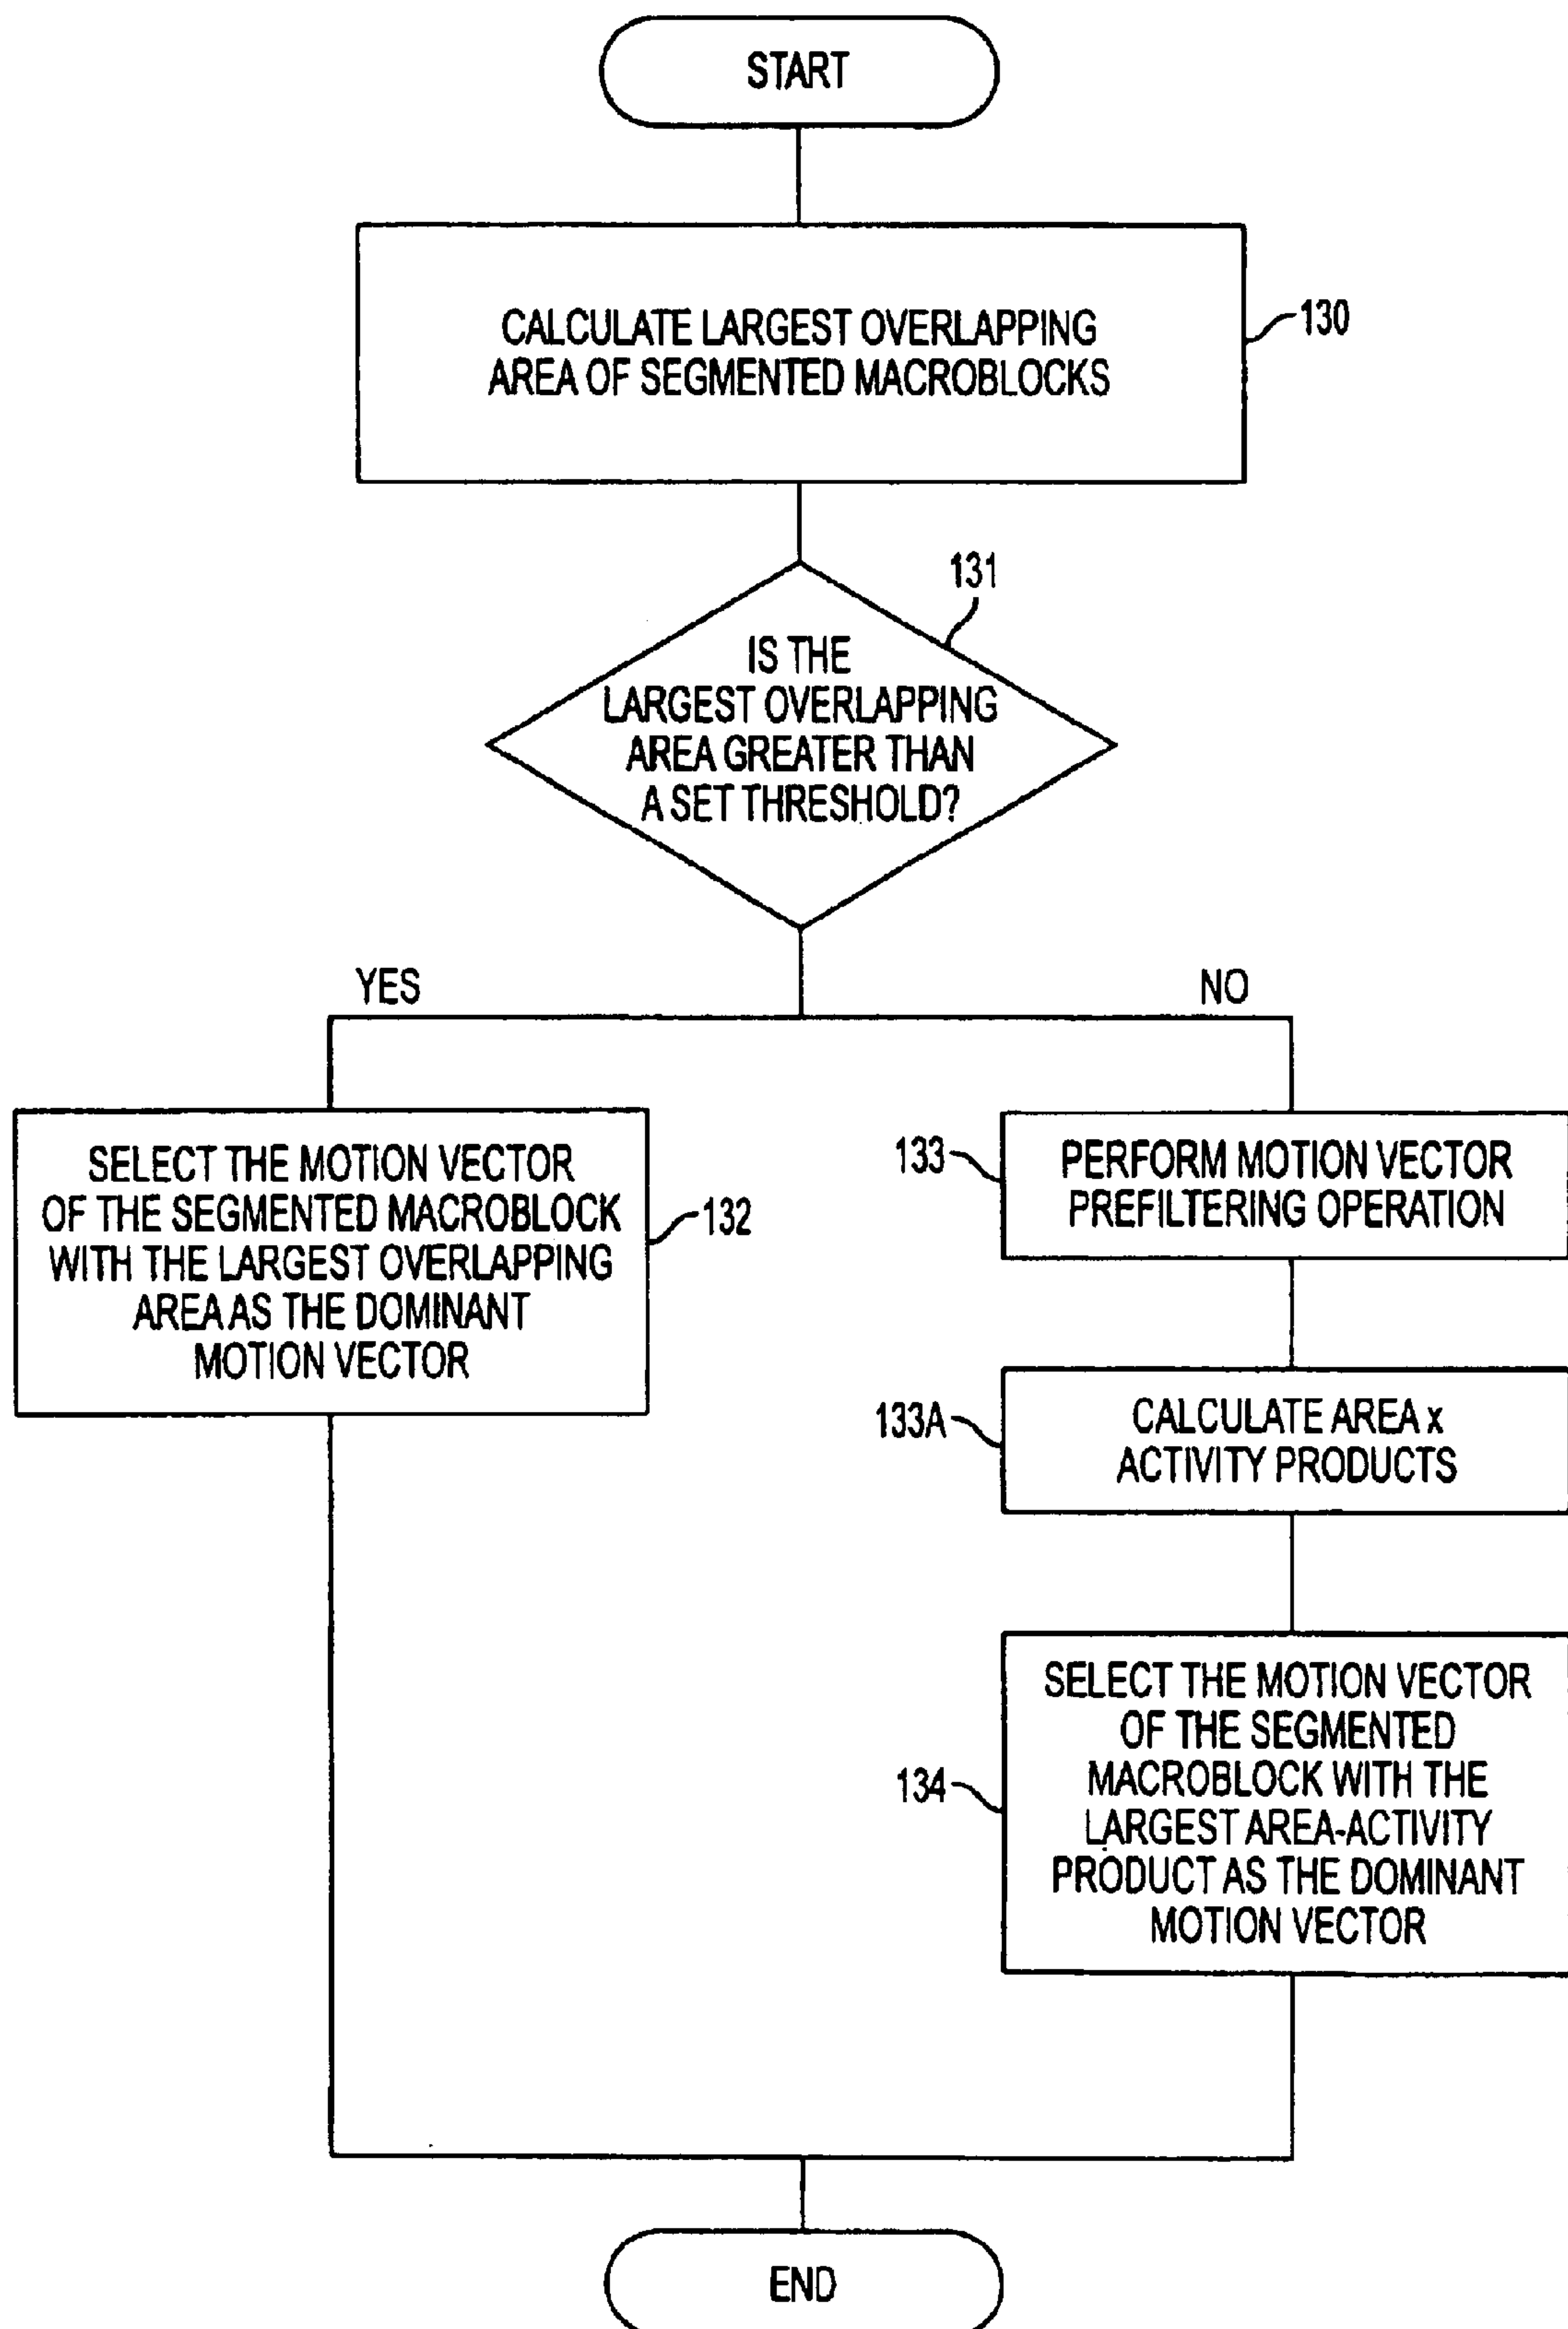 START
CALCULATE LARGEST OVERLAPPING
AREA OF SEGMENTED MACROBLOCKS
130
131
IS THE
LARGEST OVERLAPPING
AREA GREATER THAN
A SET THRESHOLD?
YES
NO
SELECT THE MOTION VECTOR
OF THE SEGMENTED MACROBLOCK
WITH THE LARGEST OVERLAPPING
AREA AS THE DOMINANT
MOTION VECTOR
132
133
PERFORM MOTION VECTOR
PREFILTERING OPERATION
133A
CALCULATE AREA x
ACTIVITY PRODUCTS
134
SELECT THE MOTION VECTOR
OF THE SEGMENTED
MACROBLOCK WITH THE
LARGEST AREA-ACTIVITY
PRODUCT AS THE DOMINANT
MOTION VECTOR
END